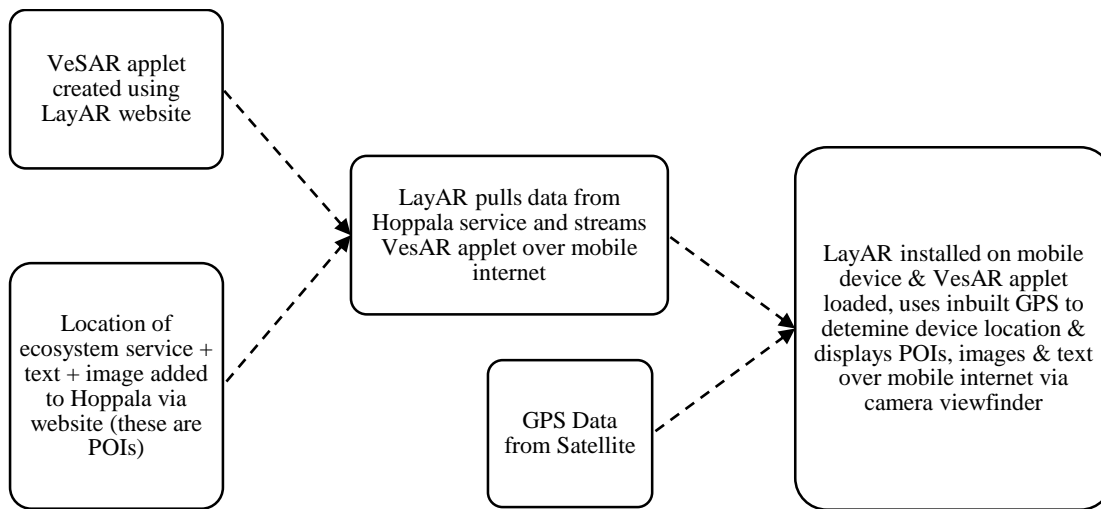 VeSAR applet
created using
LayAR website
Location of
ecosystem service +
text + image added
to Hoppala via
website (these are
POIs)
LayAR pulls data from
Hoppala service and streams
VesAR applet over mobile
internet
GPS Data
from Satellite
LayAR installed on mobile
device & VesAR applet
loaded, uses inbuilt GPS to
detemine device location &
displays POIs, images & text
over mobile internet via
camera viewfinder